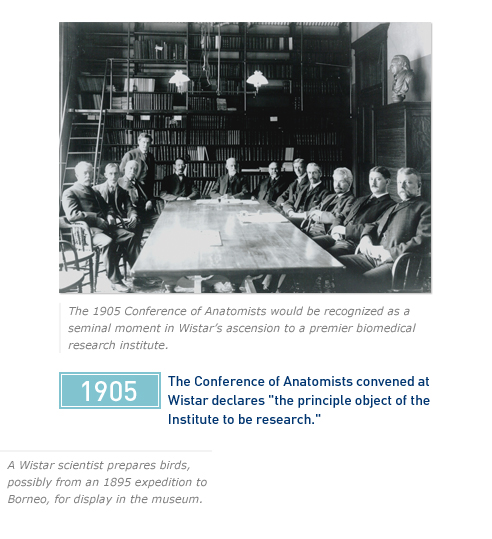 The 1905 Conference of Anatomists would be recognized as a
seminal moment in Wistar's ascension to a premier biomedical
research institute.
1905
The Conference of Anatomists convened at
Wistar declares "the principle object of the
Institute to be research."
A Wistar scientist prepares birds,
possibly from an 1895 expedition to
Borneo, for display in the museum.